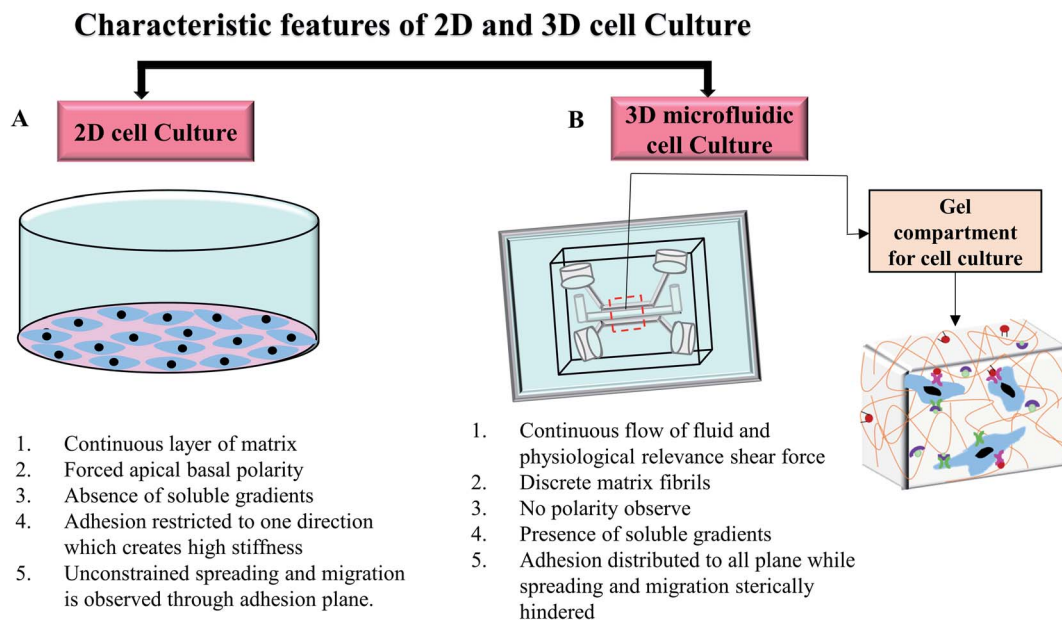 Characteristic features of 2D and 3D cell Culture
A
2D cell Culture
B
3D microfluidic
cell Culture
Gel
compartment
for cell culture
1. Continuous layer of matrix
2. Forced apical basal polarity
3. Absence of soluble gradients
4. Adhesion restricted to one direction
which creates high stiffness
5. Unconstrained spreading and migration
is observed through adhesion plane.
1. Continuous flow of fluid and
physiological relevance shear force
2. Discrete matrix fibrils
3. No polarity observe
4. Presence of soluble gradients
5. Adhesion distributed to all plane while
spreading and migration sterically
hindered